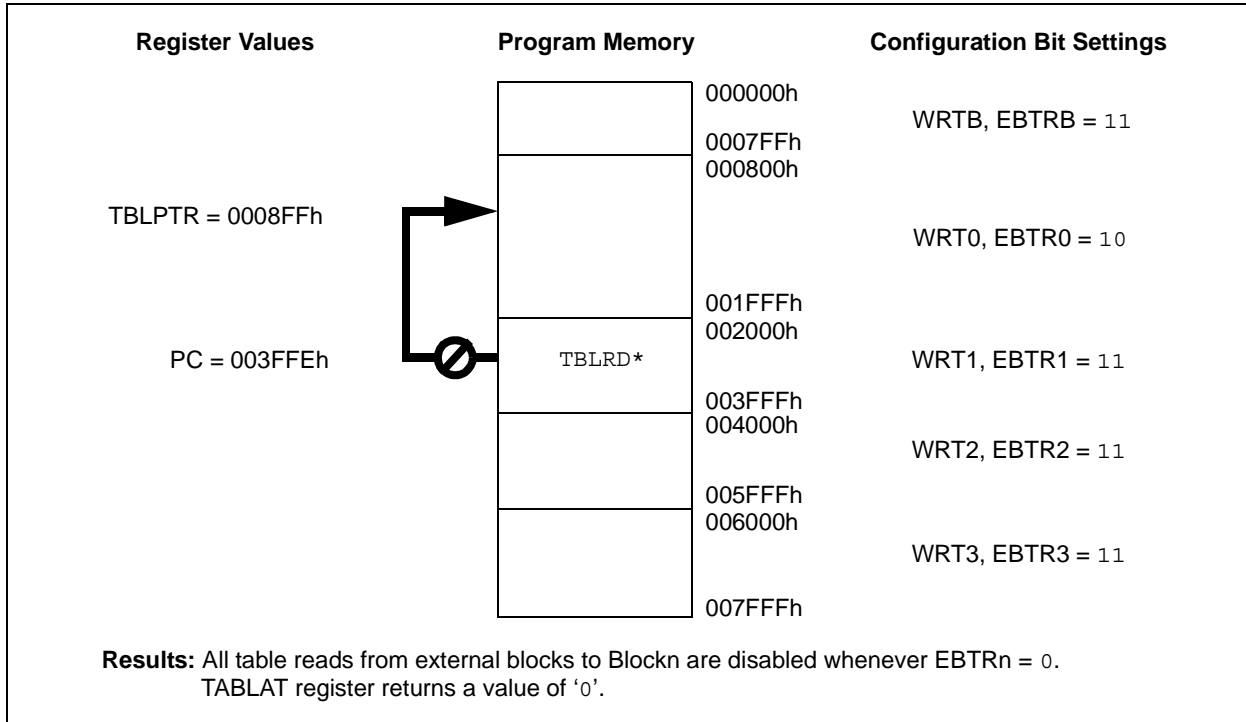 Register Values Program Memory Configuration Bit Settings
000000h
WRTB, EBTRB = 11
0007FFh
000800h
TBLPTR = 0008FFh
WRT0, EBTR0 = 10
001FFFh
002000h
PC = 003FFEh TBLRD* WRT1, EBTR1 = 11
003FFFh
004000h
WRT2, EBTR2 = 11
005FFFh
006000h
WRT3, EBTR3 = 11
007FFFh
Results: All table reads from external blocks to Blockn are disabled whenever EBTRn = 0.
TABLAT register returns a value of ‘0’.